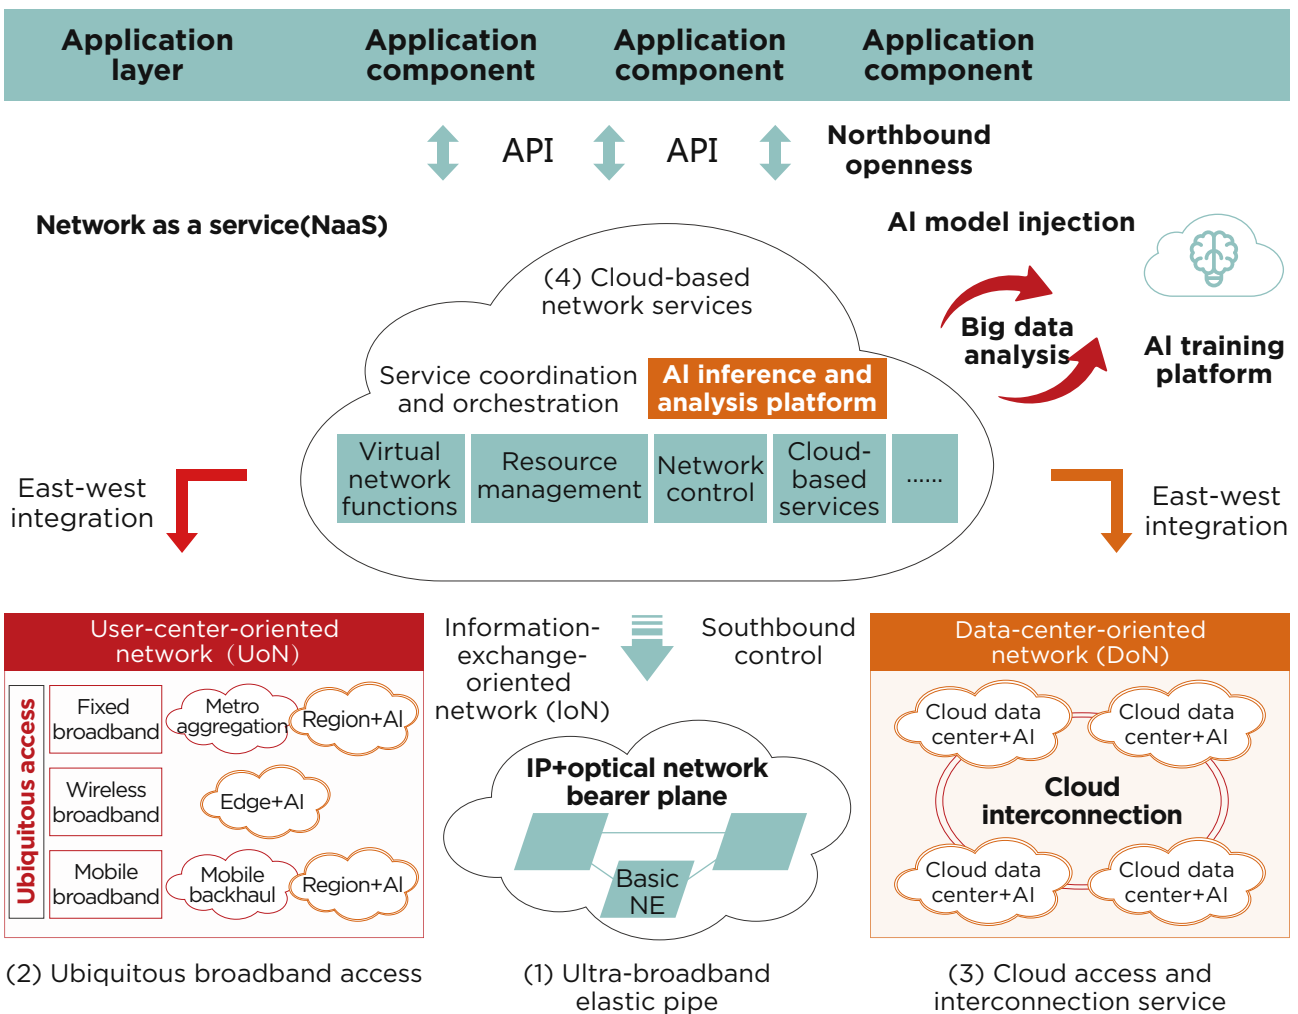 Application
layer
Application
component
Application
component
Application
component
API
API
Northbound
openness
Network as a service(NaaS)
AI model injection
(4) Cloud-based
network services
Big data
analysis
AI training
platform
Service coordination
and orchestration
AI inference and
analysis platform
Virtual
network
functions
Resource
management
Network
control
Cloud-
based
services
......
East-west
integration
East-west
integration
User-center-oriented
network (UoN)
Information-
exchange-
oriented
network (IoN)
Southbound
control
Data-center-oriented
network (DoN)
Ubiquitous access
Fixed
broadband
Metro
aggregation
Region+AI
Wireless
broadband
Edge+AI
Mobile
broadband
Mobile
backhaul
Region+AI
IP+optical network
bearer plane
Basic
NE
Cloud data
center+AI
Cloud data
center+AI
Cloud
interconnection
Cloud data
center+AI
Cloud data
center+AI
(2) Ubiquitous broadband access
(1) Ultra-broadband
elastic pipe
(3) Cloud access and
interconnection service